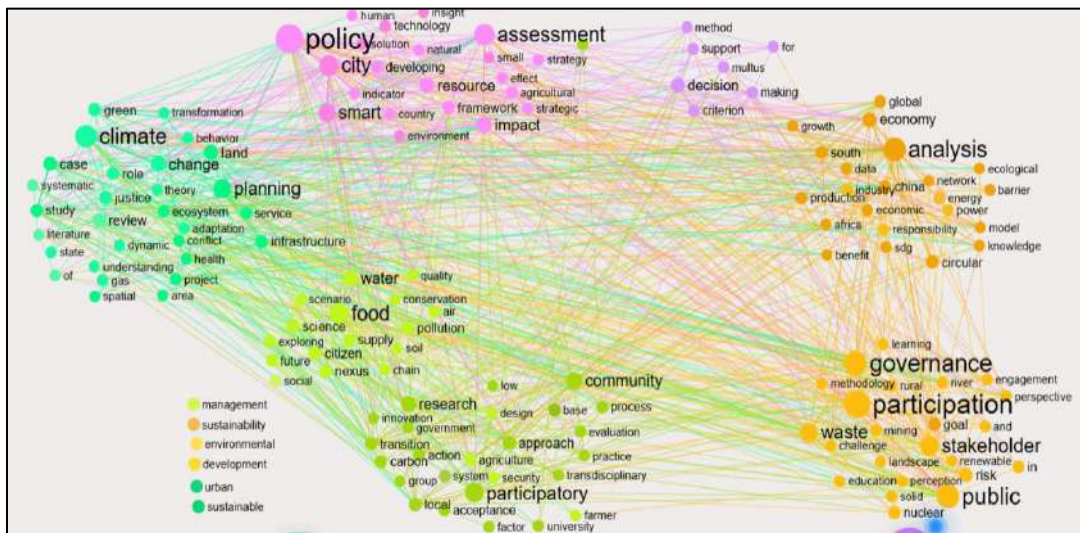 human
insight
technology
policy
solution
natural
city
developing
indicator
smart
country
environment
assessment
small
strategy
resource
effect
agricultural
framework
strategic
impact
method
support
for
multus
decision
making
criterion
green
transformation
climate
behavior
land
case
change
role
systematic
theory
planning
justice
study
ecosystem
service
review
adaptation
literature
dynamic
conflict
infrastructure
state
health
understanding
of
gas
project
spatial
area
global
economy
growth
analysis
south
data
ecological
china
network
industry
barrier
production
energy
economic
power
africa
responsibility
model
sdg
knowledge
benefit
circular
water
quality
scenario
conservation
food
air
science
pollution
supply
exploring
citizen
soil
future
nexus
chain
social
low
community
research
design
base
process
innovation
government
evaluation
transition
approach
action
practice
carbon
agriculture
group
system
security
transdisciplinary
participatory
local
acceptance
farmer
factor
university
learning
governance
methodology
rural
river
engagement
perspective
participation
goal
and
waste
mining
challenge
stakeholder
landscape
renewable
in
education
perception
risk
solid
public
nuclear
management
sustainability
environmental
development
urban
sustainable